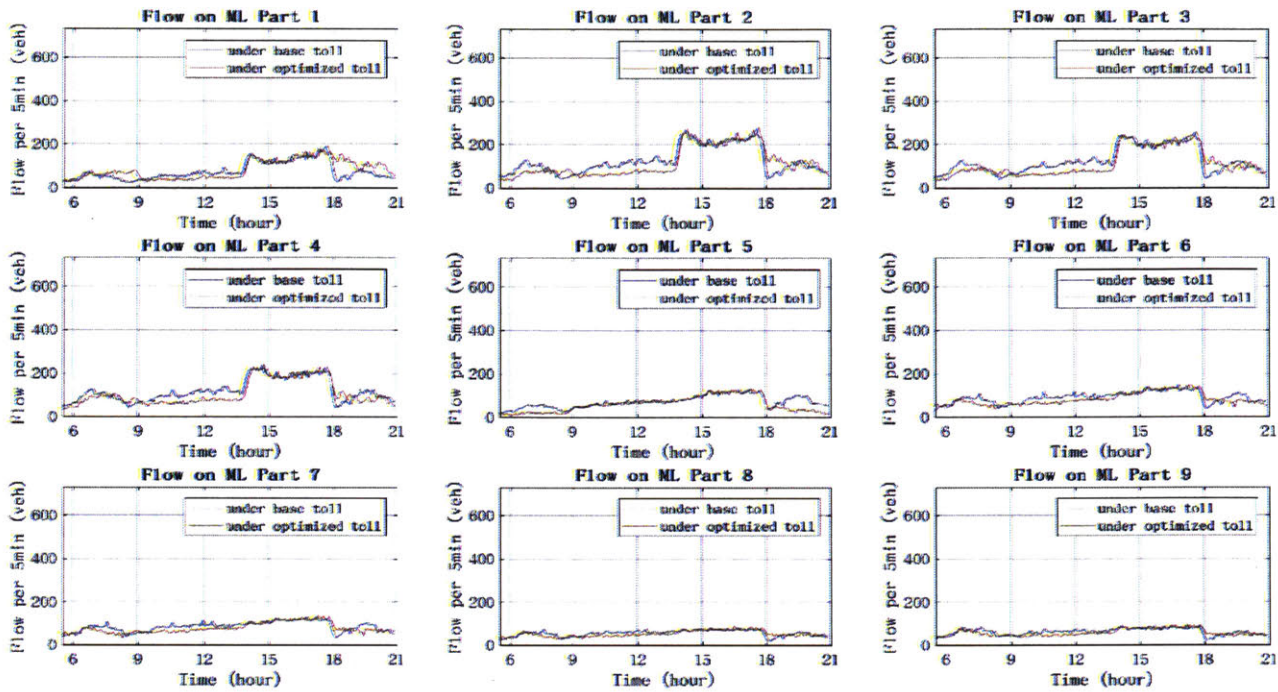 Flow on ML Part 1
Flow per 5min (veh)
600
400
200
0
under base toll
under optimized toll
6 9 12 15 18 21
Time (hour)
Flow on ML Part 2
Flow per 5min (veh)
600
400
200
0
under base toll
under optimized toll
6 9 12 15 18 21
Time (hour)
Flow on ML Part 3
Flow per 5min (veh)
600
400
200
0
under base toll
under optimized toll
6 9 12 15 18 21
Time (hour)
Flow on ML Part 4
Flow per 5min (veh)
600
400
200
0
under base toll
under optimized toll
6 9 12 15 18 21
Time (hour)
Flow on ML Part 5
Flow per 5min (veh)
600
400
200
0
under base toll
under optimized toll
6 9 12 15 18 21
Time (hour)
Flow on ML Part 6
Flow per 5min (veh)
600
400
200
0
under base toll
under optimized toll
6 9 12 15 18 21
Time (hour)
Flow on ML Part 7
Flow per 5min (veh)
600
400
200
0
under base toll
under optimized toll
6 9 12 15 18 21
Time (hour)
Flow on ML Part 8
Flow per 5min (veh)
600
400
200
0
under base toll
under optimized toll
6 9 12 15 18 21
Time (hour)
Flow on ML Part 9
Flow per 5min (veh)
600
400
200
0
under base toll
under optimized toll
6 9 12 15 18 21
Time (hour)